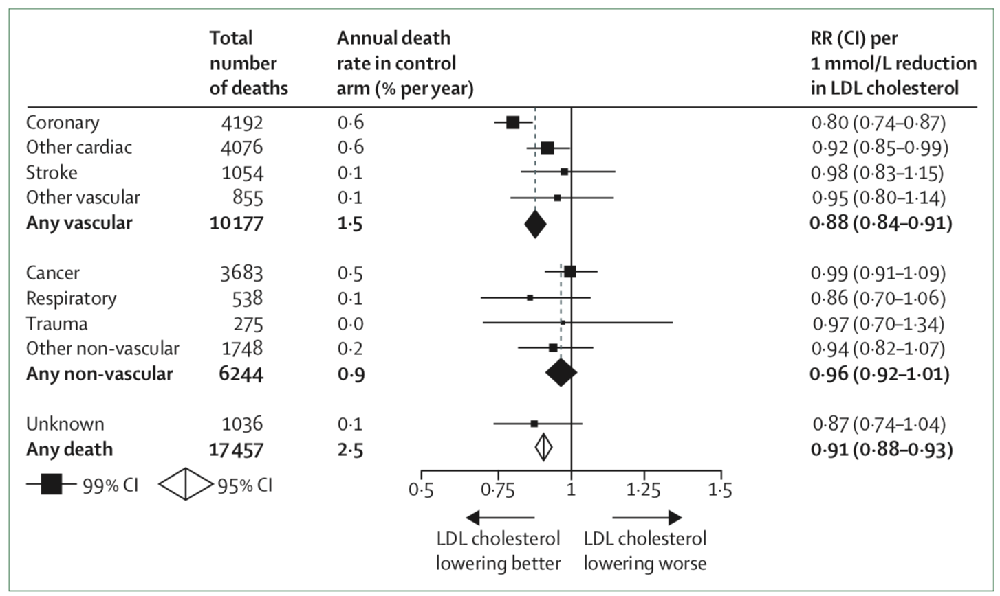 Total number of deaths
Annual death rate in control arm (% per year)
RR (CI) per 1 mmol/L reduction in LDL cholesterol
Coronary 4192 0·6 0·80 (0·74–0·87)
Other cardiac 4076 0·6 0·92 (0·85–0·99)
Stroke 1054 0·1 0·98 (0·83–1·15)
Other vascular 855 0·1 0·95 (0·80–1·14)
Any vascular 10177 1·5 0·88 (0·84–0·91)
Cancer 3683 0·5 0·99 (0·91–1·09)
Respiratory 538 0·1 0·86 (0·70–1·06)
Trauma 275 0·0 0·97 (0·70–1·34)
Other non-vascular 1748 0·2 0·94 (0·82–1·07)
Any non-vascular 6244 0·9 0·96 (0·92–1·01)
Unknown 1036 0·1 0·87 (0·74–1·04)
Any death 17457 2·5 0·91 (0·88–0·93)
99% CI 95% CI
0·5 0·75 1 1·25 1·5
LDL cholesterol lowering better
LDL cholesterol lowering worse